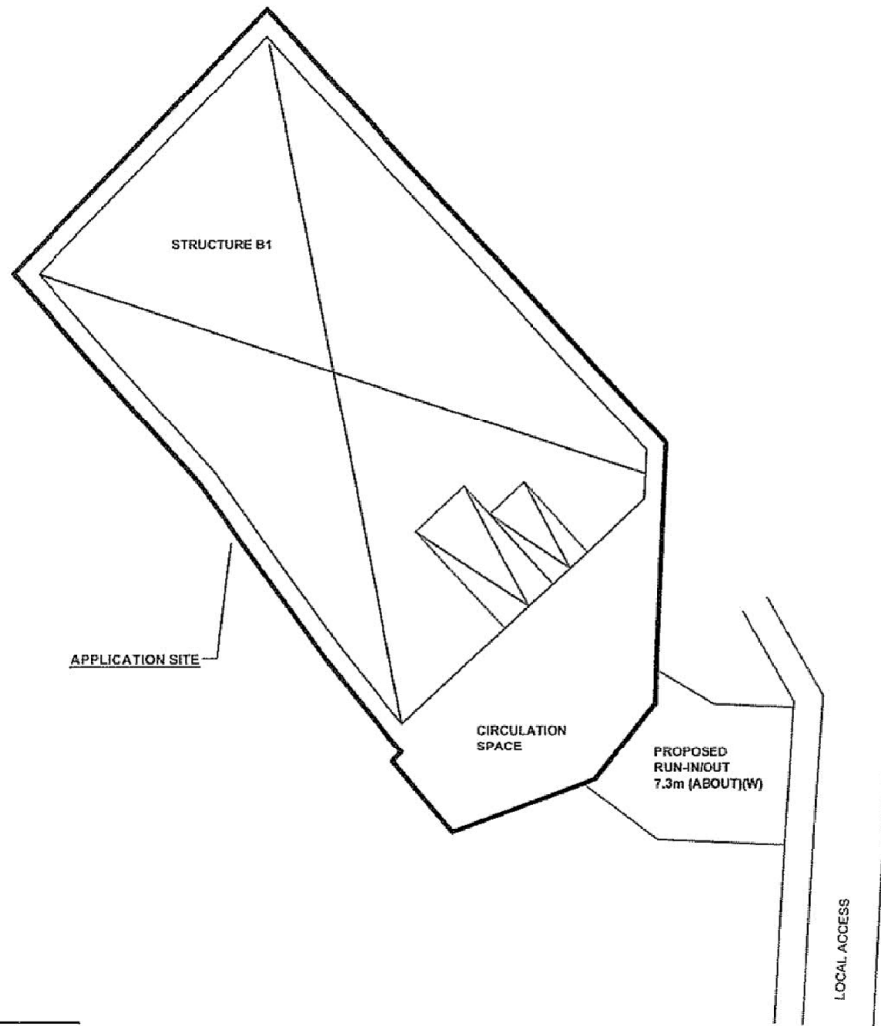 STRUCTURE B1
APPLICATION SITE
CIRCULATION
SPACE
PROPOSED
RUN-IN/OUT
7.3m (ABOUT)(W)
LOCAL ACCESS